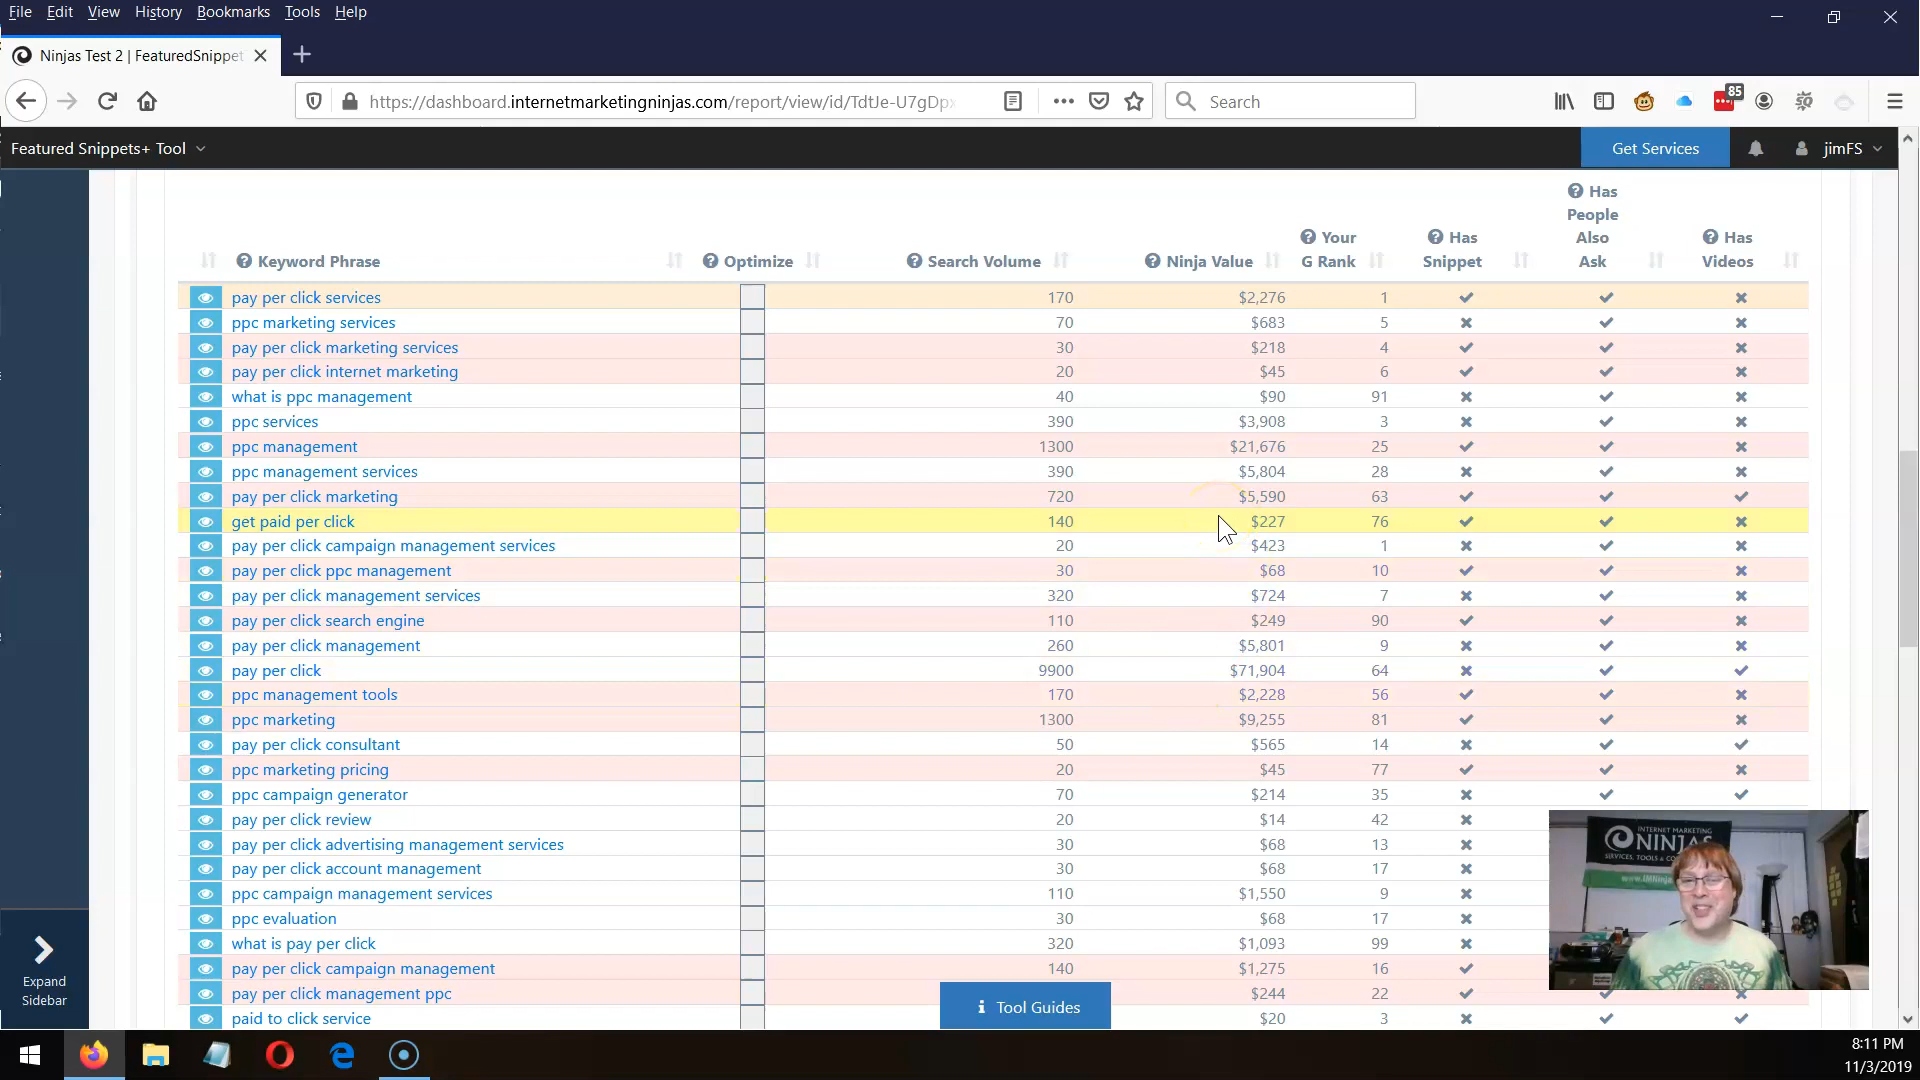 File Edit View History Bookmarks Tools Help
Ninjas Test 2 | FeaturedSnippet
https://dashboard.internetmarketingninjas.com/report/view/id/TdtJe-U7gDpx
Search
85
Featured Snippets+ Tool
Get Services
jimFS
Keyword Phrase Optimize Search Volume Ninja Value Your G Rank Has Snippet Has People Also Ask Has Videos
pay per click services 170 $2,276 1
ppc marketing services 70 $683 5
pay per click marketing services 30 $218 4
pay per click internet marketing 20 $45 6
what is ppc management 40 $90 91
ppc services 390 $3,908 3
ppc management 1300 $21,676 25
ppc management services 390 $5,804 28
pay per click marketing 720 $5,590 63
get paid per click 140 $227 76
pay per click campaign management services 20 $423 1
pay per click ppc management 30 $68 10
pay per click management services 320 $724 7
pay per click search engine 110 $249 90
pay per click management 260 $5,801 9
pay per click 9900 $71,904 64
ppc management tools 170 $2,228 56
ppc marketing 1300 $9,255 81
pay per click consultant 50 $565 14
ppc marketing pricing 20 $45 77
ppc campaign generator 70 $214 35
pay per click review 20 $14 42
pay per click advertising management services 30 $68 13
pay per click account management 30 $68 17
ppc campaign management services 110 $1,550 9
ppc evaluation 30 $68 17
what is pay per click 320 $1,093 99
pay per click campaign management 140 $1,275 16
pay per click management ppc $244 22
paid to click service $20 3
Expand
Sidebar
Tool Guides
INTERNET MARKETING
NINJAS
SERVICES, TOOLS &
8:11 PM
11/3/2019